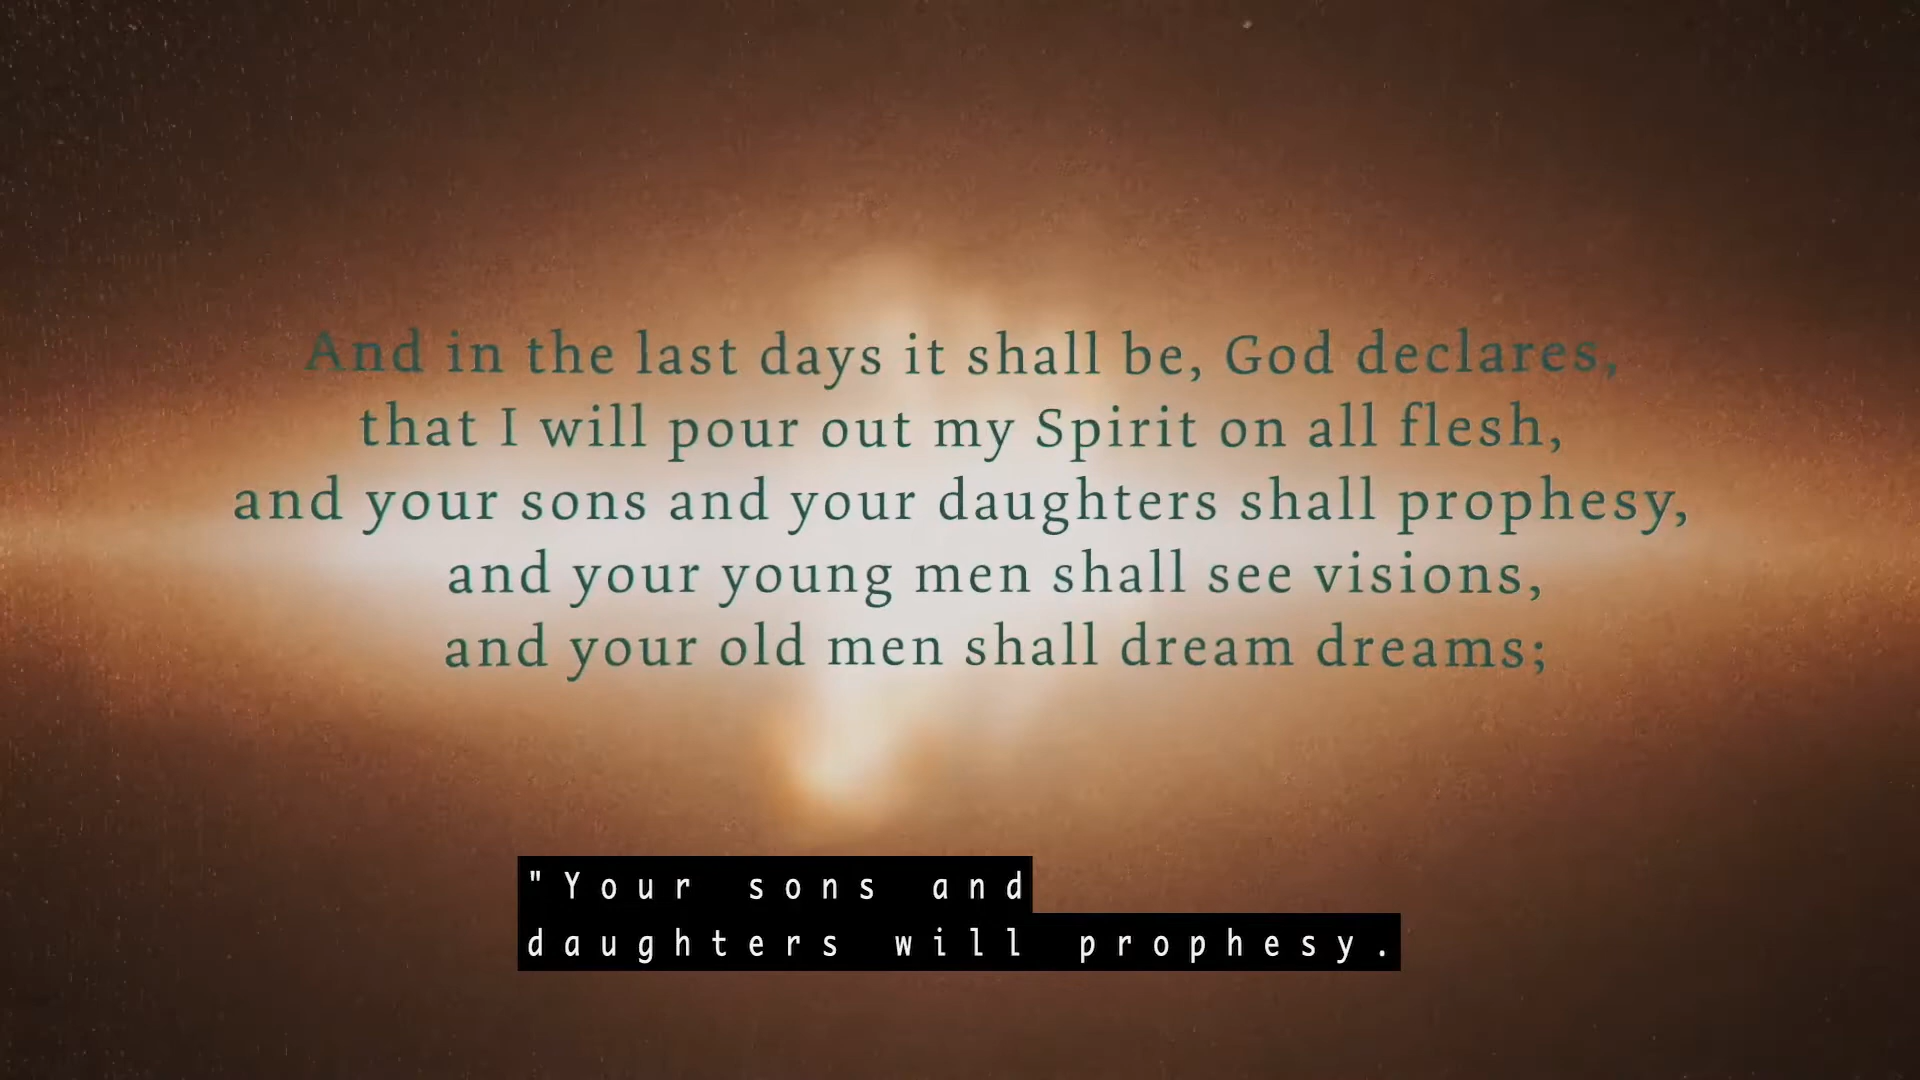 And in the last days it shall be, God declares,
that I will pour out my Spirit on all flesh,
and your sons and your daughters shall prophesy,
and your young men shall see visions,
and your old men shall dream dreams;
"Your sons and
daughters will prophesy.